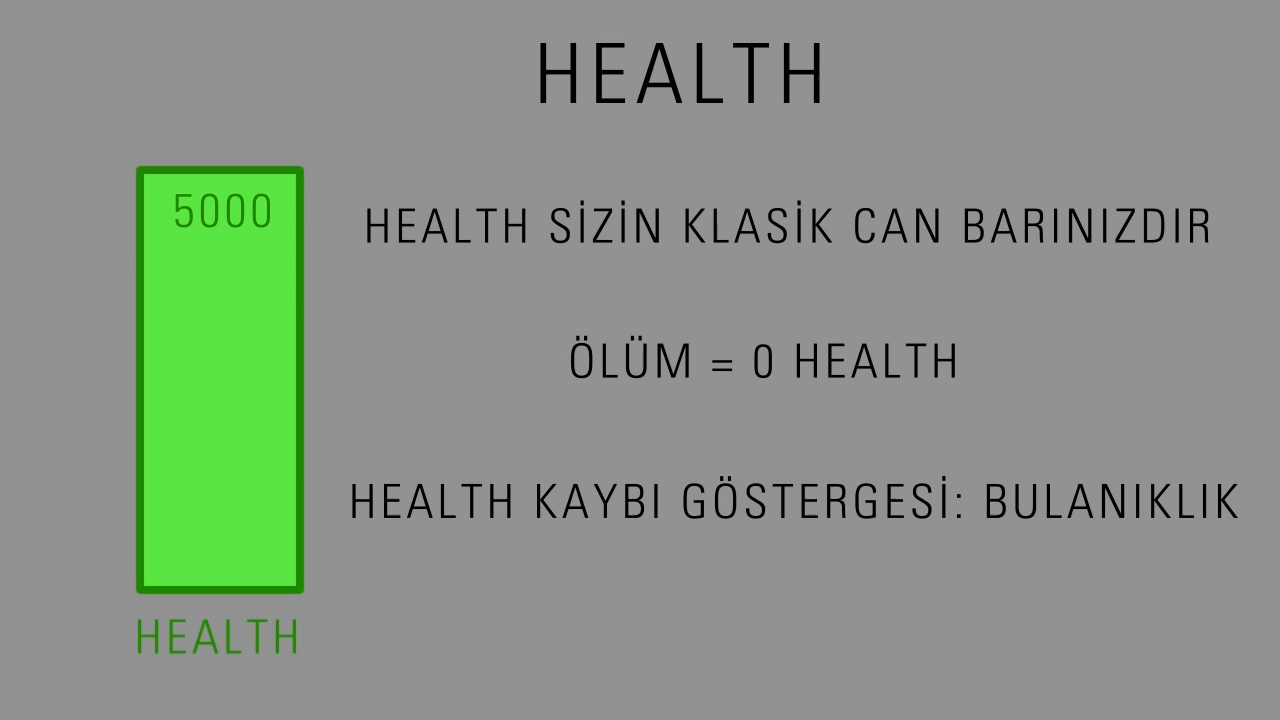 HEALTH
5000
HEALTH SİZİN KLASİK CAN BARINIZDIR
ÖLÜM = 0 HEALTH
HEALTH KAYBI GÖSTERGESİ: BULANIKLIK
HEALTH